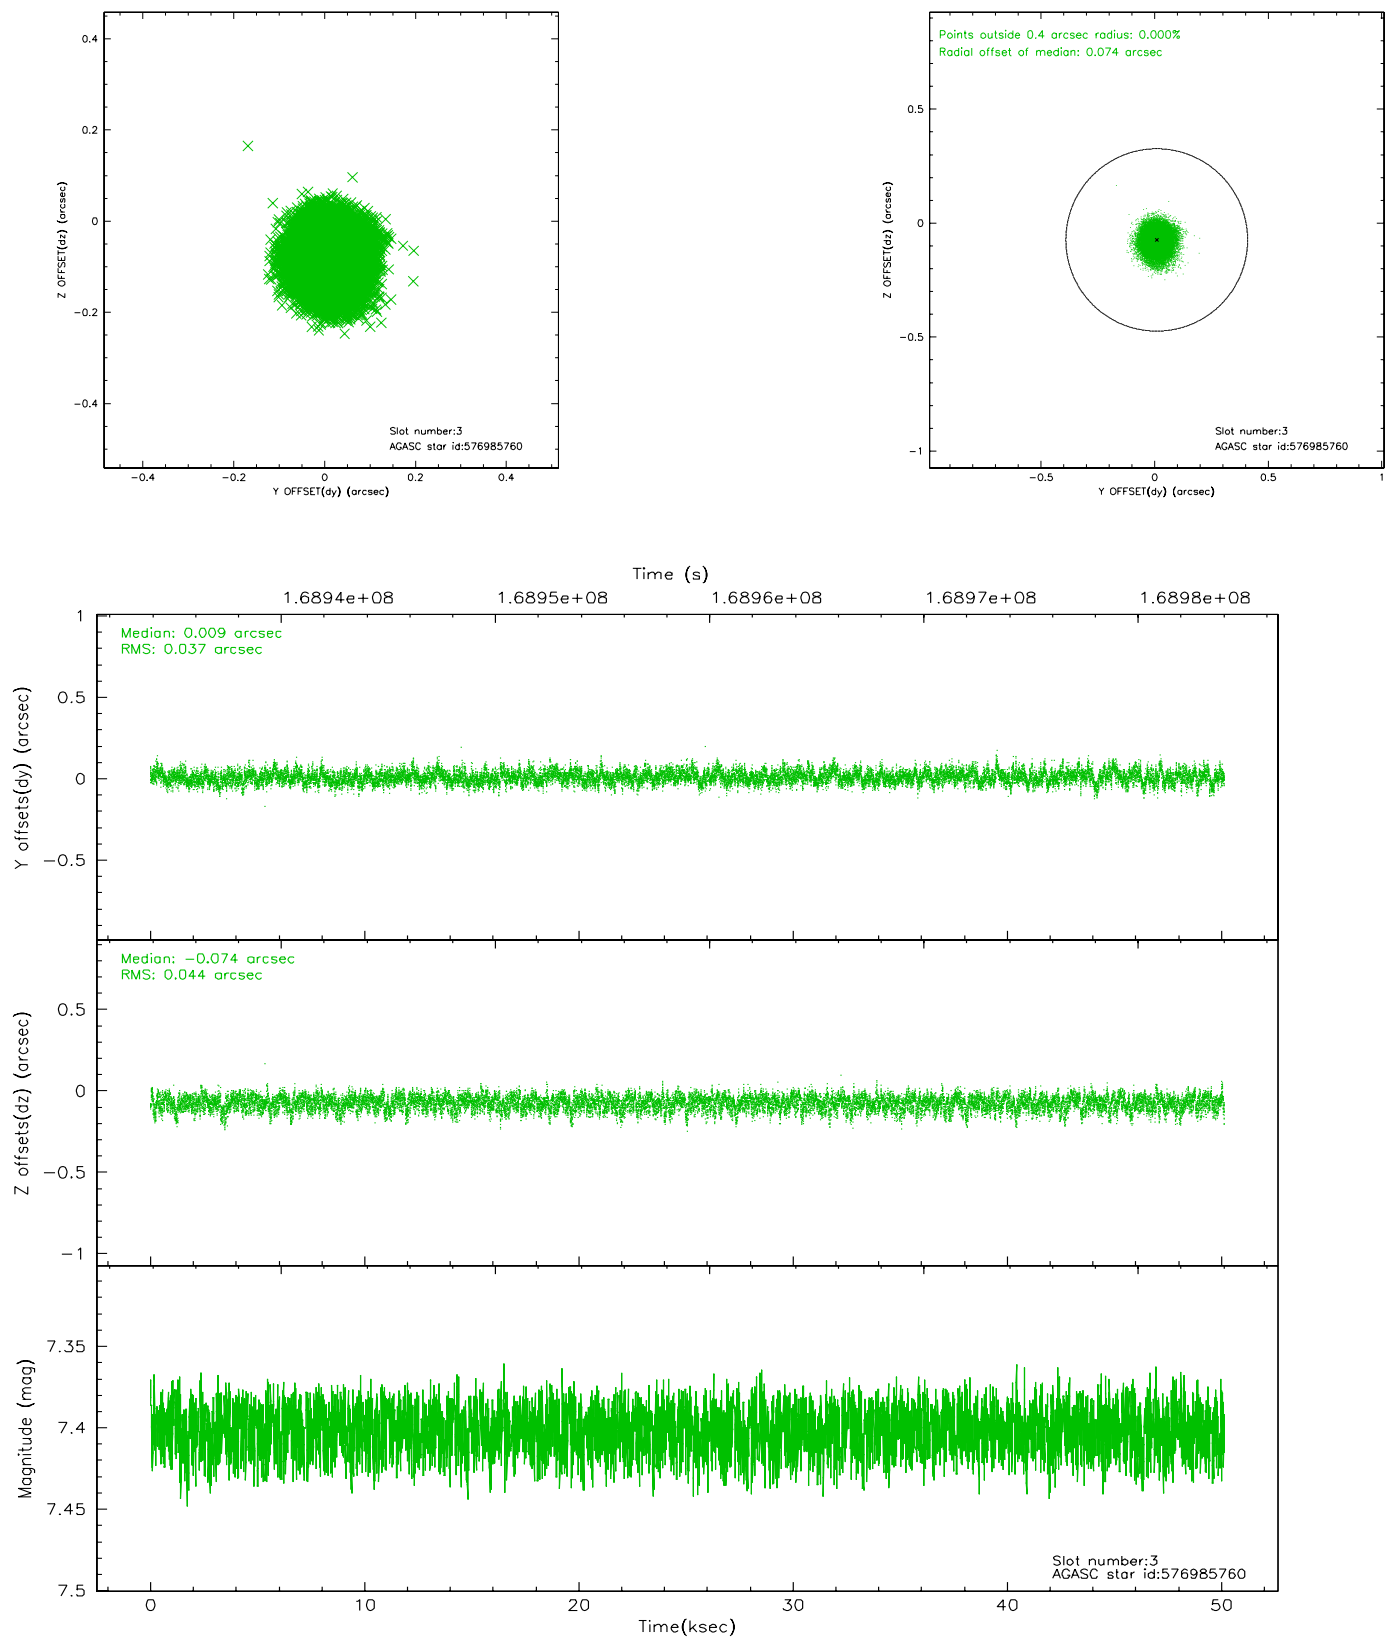 0.4
0.2
0
−0.2
−0.4
Z OFFSET(dz) (arcsec)
Slot number:3
AGASC star id:576985760
−0.4 −0.2 0 0.2 0.4
Y OFFSET(dy) (arcsec)
Points outside 0.4 arcsec radius: 0.000%
Radial offset of median: 0.074 arcsec
0.5
0
−0.5
−1
Z OFFSET(dz) (arcsec)
Slot number:3
AGASC star id:576985760
−0.5 0 0.5 1
Y OFFSET(dy) (arcsec)
Time (s)
1.6894e+08 1.6895e+08 1.6896e+08 1.6897e+08 1.6898e+08
Median: 0.009 arcsec
RMS: 0.037 arcsec
1
0.5
0
−0.5
Y offsets(dy) (arcsec)
Median: −0.074 arcsec
RMS: 0.044 arcsec
0.5
0
−0.5
−1
Z offsets(dz) (arcsec)
7.35
7.4
7.45
7.5
Magnitude (mag)
Slot number:3
AGASC star id:576985760
0 10 20 30 40 50
Time(ksec)